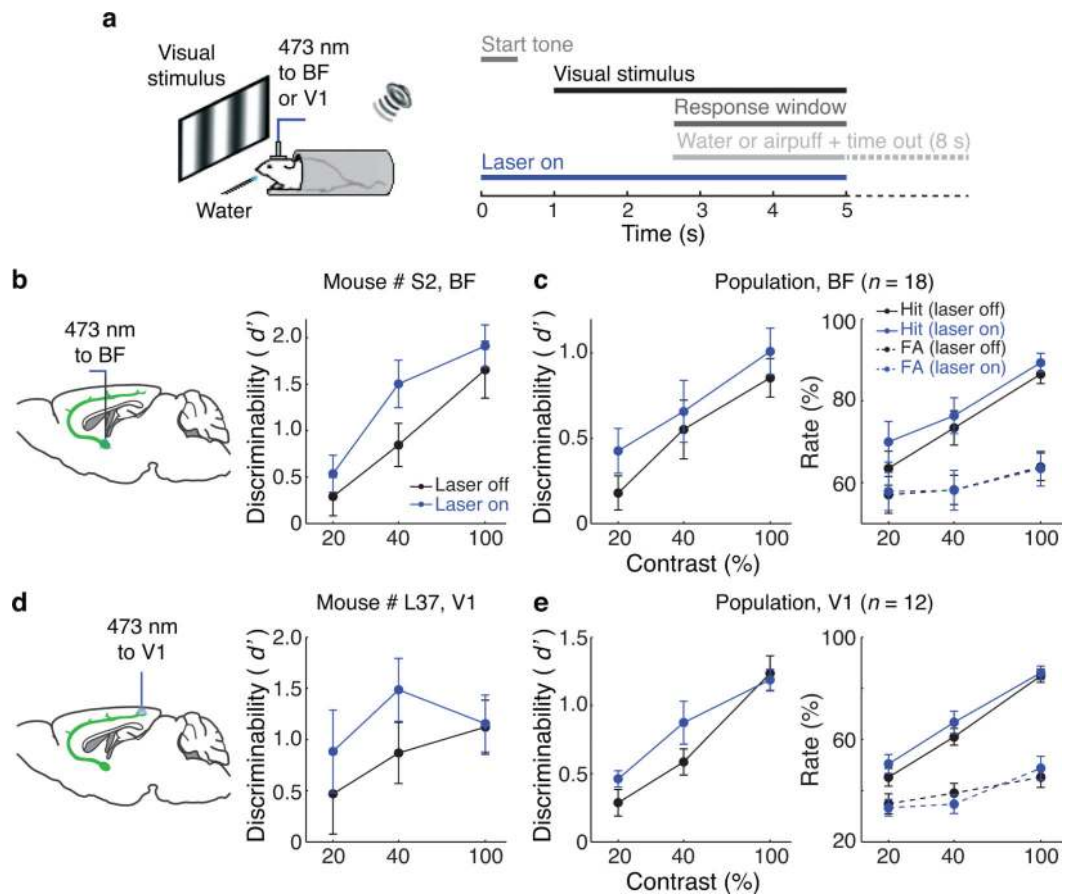 a
Visual
stimulus
473 nm
to BF
or V1
Water
Start tone
Visual stimulus
Response window
Water or airpuff + time out (8 s)
Laser on
0 1 2 3 4 5
Time (s)
b
473 nm
to BF
Mouse # S2, BF
Discriminability ( d′)
2.0
1.5
1.0
0.5
0
Laser off
Laser on
20 40 100
c
Population, BF (n = 18)
Discriminability ( d′)
1.0
0.5
0
20 40 100
Contrast (%)
Rate (%)
100
80
60
Hit (laser off)
Hit (laser on)
FA (laser off)
FA (laser on)
20 40 100
d
473 nm
to V1
Mouse # L37, V1
Discriminability ( d′)
2.0
1.5
1.0
0.5
0
20 40 100
e
Population, V1 (n = 12)
Discriminability ( d′)
1.5
1.0
0.5
0
20 40 100
Contrast (%)
Rate (%)
100
60
20
20 40 100